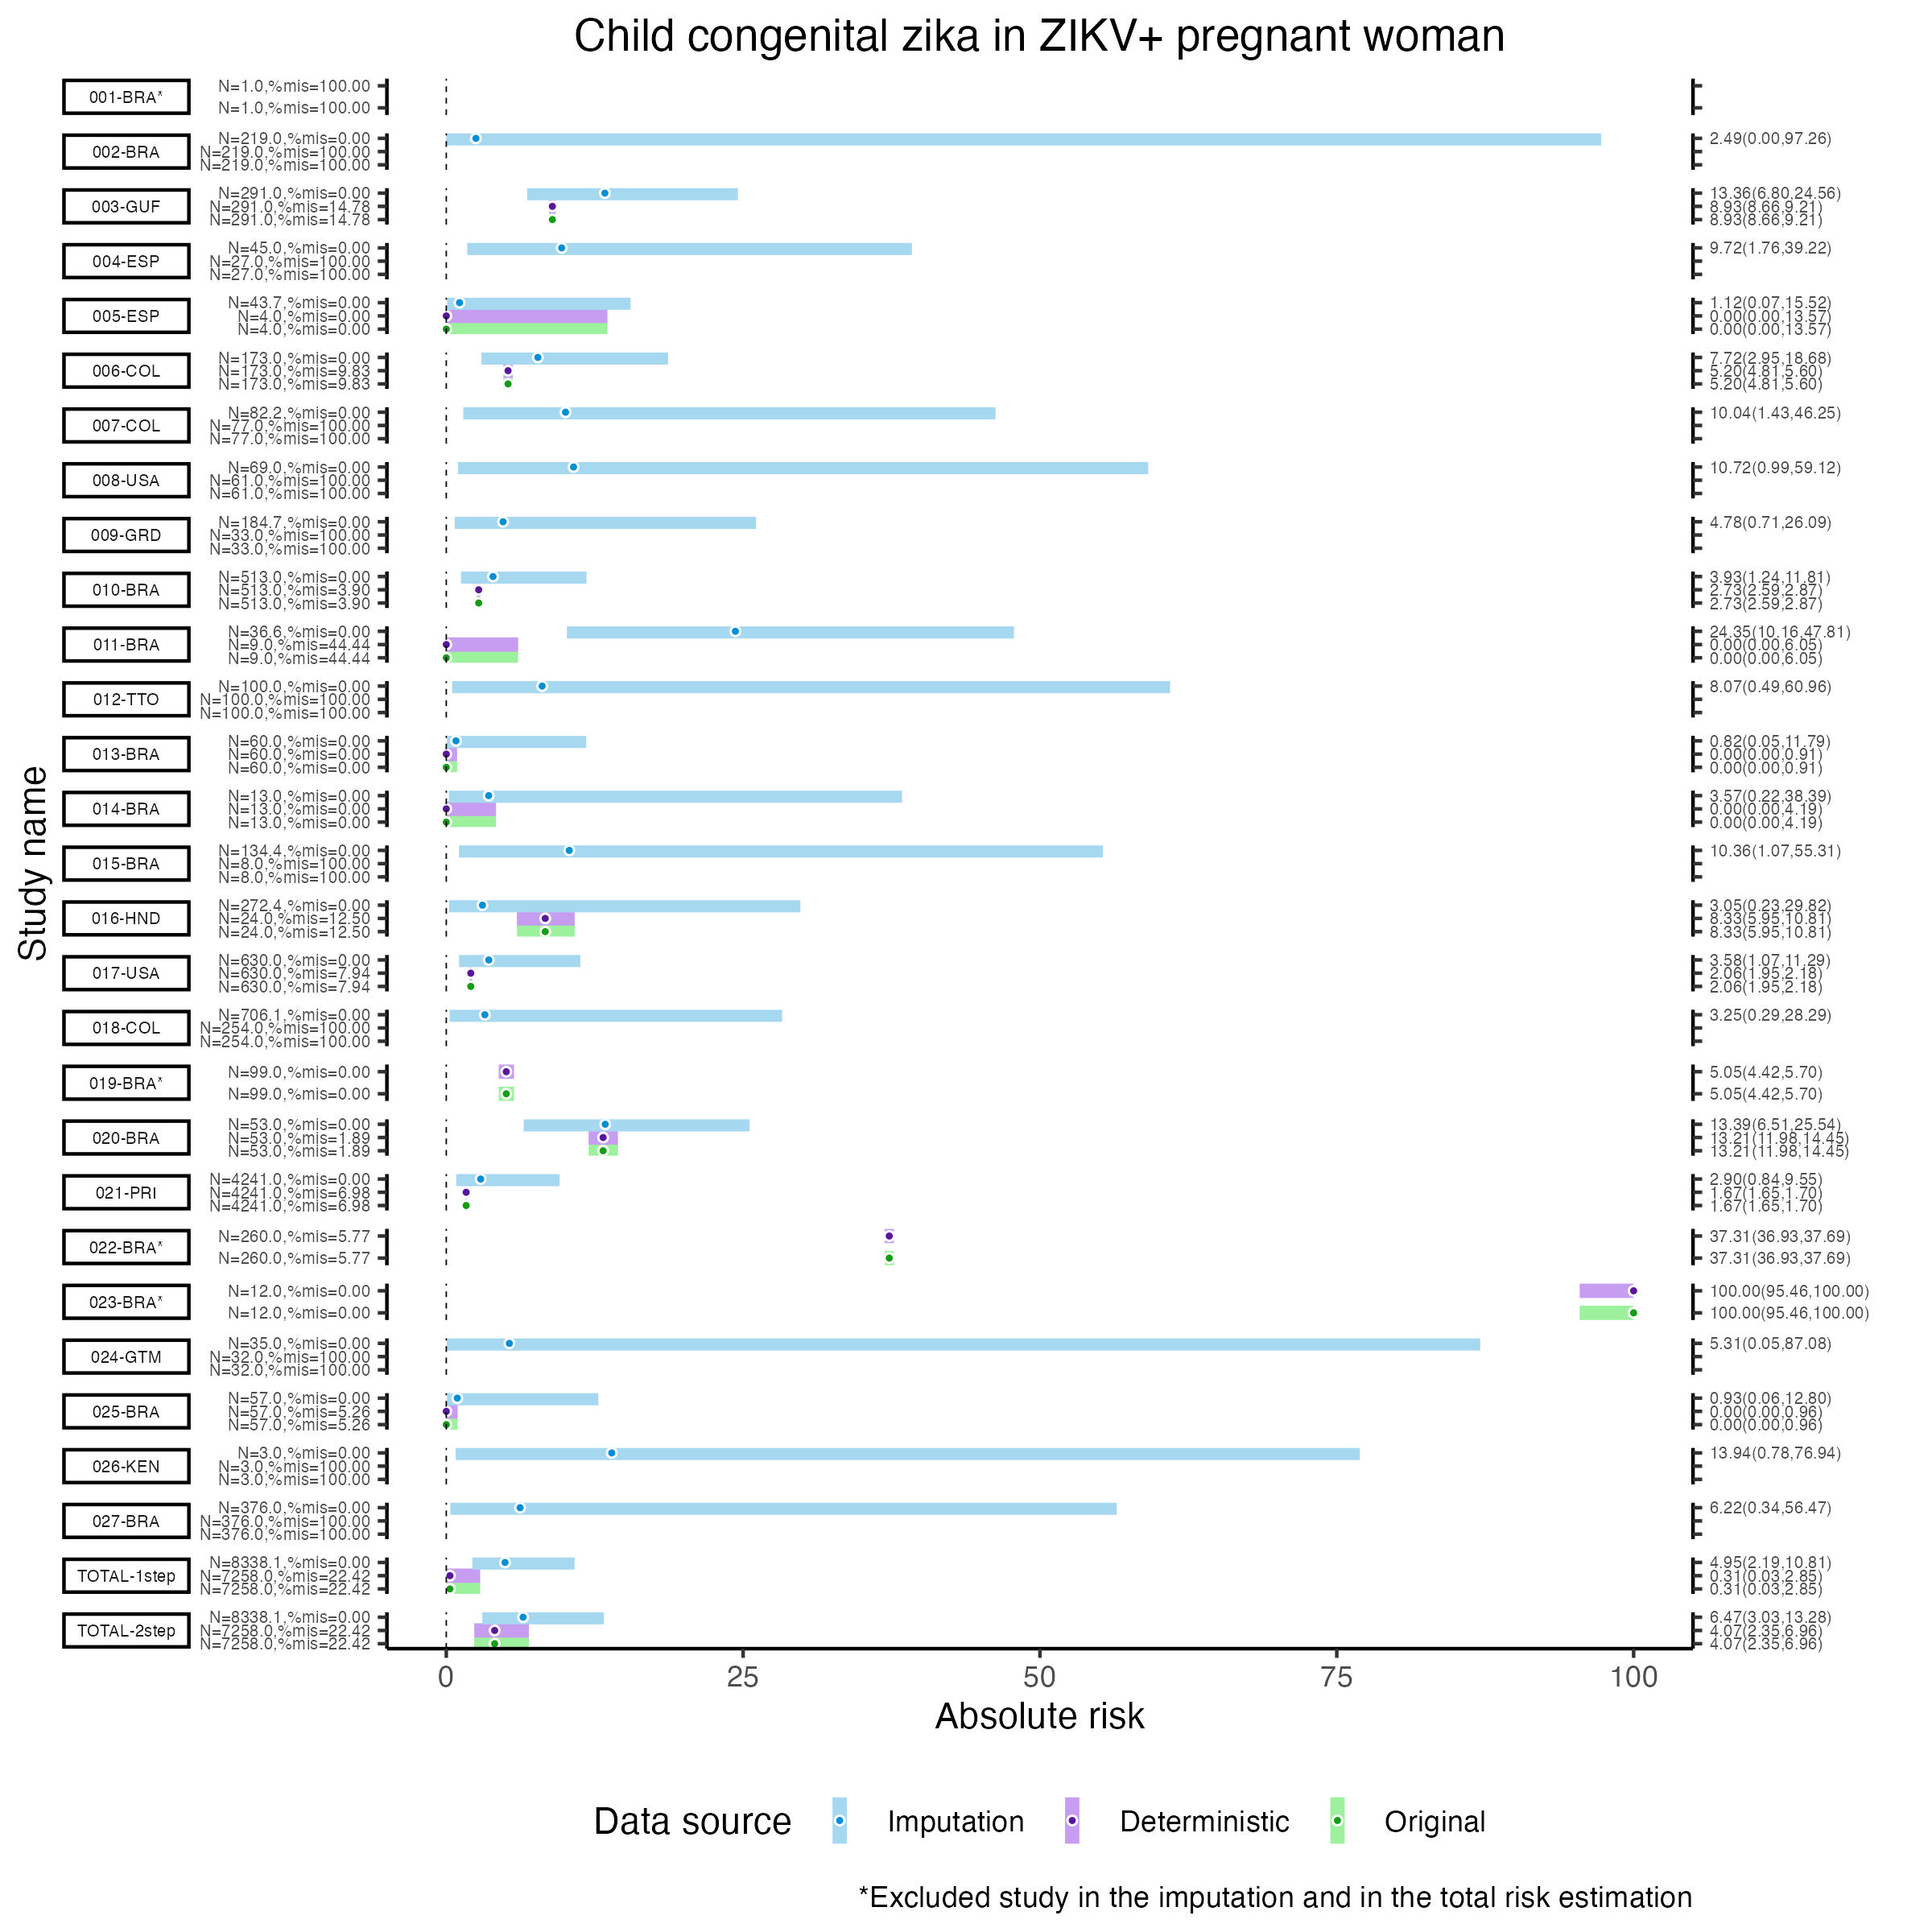 Child congenital zika in ZIKV+ pregnant woman
Study name
001-BRA*
N=1.0,%mis=100.00
N=1.0,%mis=100.00
002-BRA
N=219.0,%mis=0.00 2.49(0.00,97.26)
N=219.0,%mis=100.00
N=219.0,%mis=100.00
003-GUF
N=291.0,%mis=0.00 13.36(6.80,24.56)
N=291.0,%mis=14.78 8.93(8.66,9.21)
N=291.0,%mis=14.78 8.93(8.66,9.21)
004-ESP
N=45.0,%mis=0.00 9.72(1.76,39.22)
N=27.0,%mis=100.00
N=27.0,%mis=100.00
005-ESP
N=43.7,%mis=0.00 1.12(0.07,15.52)
N=4.0,%mis=0.00 0.00(0.00,13.57)
N=4.0,%mis=0.00 0.00(0.00,13.57)
006-COL
N=173.0,%mis=0.00 7.72(2.95,18.68)
N=173.0,%mis=9.83 5.20(4.81,5.60)
N=173.0,%mis=9.83 5.20(4.81,5.60)
007-COL
N=82.2,%mis=0.00 10.04(1.43,46.25)
N=77.0,%mis=100.00
N=77.0,%mis=100.00
008-USA
N=69.0,%mis=0.00 10.72(0.99,59.12)
N=61.0,%mis=100.00
N=61.0,%mis=100.00
009-GRD
N=184.7,%mis=0.00 4.78(0.71,26.09)
N=33.0,%mis=100.00
N=33.0,%mis=100.00
010-BRA
N=513.0,%mis=0.00 3.93(1.24,11.81)
N=513.0,%mis=3.90 2.73(2.59,2.87)
N=513.0,%mis=3.90 2.73(2.59,2.87)
011-BRA
N=36.6,%mis=0.00 24.35(10.16,47.81)
N=9.0,%mis=44.44 0.00(0.00,6.05)
N=9.0,%mis=44.44 0.00(0.00,6.05)
012-TTO
N=100.0,%mis=0.00 8.07(0.49,60.96)
N=100.0,%mis=100.00
N=100.0,%mis=100.00
013-BRA
N=60.0,%mis=0.00 0.82(0.05,11.79)
N=60.0,%mis=0.00 0.00(0.00,0.91)
N=60.0,%mis=0.00 0.00(0.00,0.91)
014-BRA
N=13.0,%mis=0.00 3.57(0.22,38.39)
N=13.0,%mis=0.00 0.00(0.00,4.19)
N=13.0,%mis=0.00 0.00(0.00,4.19)
015-BRA
N=134.4,%mis=0.00 10.36(1.07,55.31)
N=8.0,%mis=100.00
N=8.0,%mis=100.00
016-HND
N=272.4,%mis=0.00 3.05(0.23,29.82)
N=24.0,%mis=12.50 8.33(5.95,10.81)
N=24.0,%mis=12.50 8.33(5.95,10.81)
017-USA
N=630.0,%mis=0.00 3.58(1.07,11.29)
N=630.0,%mis=7.94 2.06(1.95,2.18)
N=630.0,%mis=7.94 2.06(1.95,2.18)
018-COL
N=706.1,%mis=0.00 3.25(0.29,28.29)
N=254.0,%mis=100.00
N=254.0,%mis=100.00
019-BRA*
N=99.0,%mis=0.00 5.05(4.42,5.70)
N=99.0,%mis=0.00 5.05(4.42,5.70)
020-BRA
N=53.0,%mis=0.00 13.39(6.51,25.54)
N=53.0,%mis=1.89 13.21(11.98,14.45)
N=53.0,%mis=1.89 13.21(11.98,14.45)
021-PRI
N=4241.0,%mis=0.00 2.90(0.84,9.55)
N=4241.0,%mis=6.98 1.67(1.65,1.70)
N=4241.0,%mis=6.98 1.67(1.65,1.70)
022-BRA*
N=260.0,%mis=5.77 37.31(36.93,37.69)
N=260.0,%mis=5.77 37.31(36.93,37.69)
023-BRA*
N=12.0,%mis=0.00 100.00(95.46,100.00)
N=12.0,%mis=0.00 100.00(95.46,100.00)
024-GTM
N=35.0,%mis=0.00 5.31(0.05,87.08)
N=32.0,%mis=100.00
N=32.0,%mis=100.00
025-BRA
N=57.0,%mis=0.00 0.93(0.06,12.80)
N=57.0,%mis=5.26 0.00(0.00,0.96)
N=57.0,%mis=5.26 0.00(0.00,0.96)
026-KEN
N=3.0,%mis=0.00 13.94(0.78,76.94)
N=3.0,%mis=100.00
N=3.0,%mis=100.00
027-BRA
N=376.0,%mis=0.00 6.22(0.34,56.47)
N=376.0,%mis=100.00
N=376.0,%mis=100.00
TOTAL-1step
N=8338.1,%mis=0.00 4.95(2.19,10.81)
N=7258.0,%mis=22.42 0.31(0.03,2.85)
N=7258.0,%mis=22.42 0.31(0.03,2.85)
TOTAL-2step
N=8338.1,%mis=0.00 6.47(3.03,13.28)
N=7258.0,%mis=22.42 4.07(2.35,6.96)
N=7258.0,%mis=22.42 4.07(2.35,6.96)
0 25 50 75 100
Absolute risk
Data source Imputation Deterministic Original
*Excluded study in the imputation and in the total risk estimation